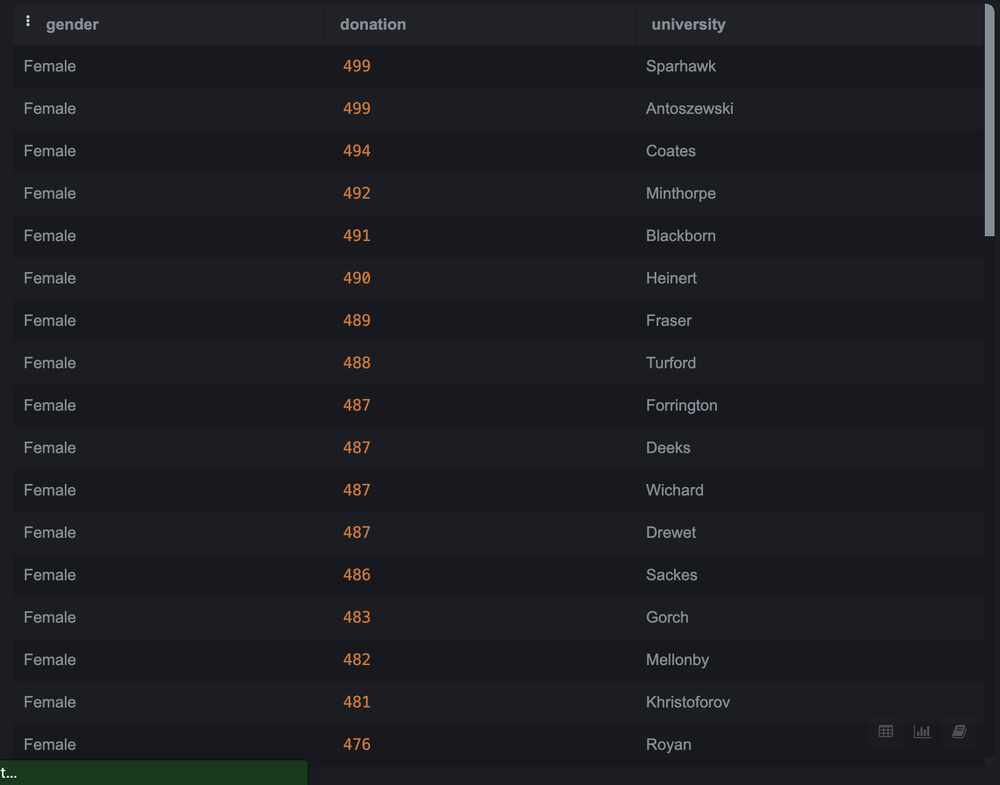 gender donation university
Female 499 Sparhawk
Female 499 Antoszewski
Female 494 Coates
Female 492 Minthorpe
Female 491 Blackborn
Female 490 Heinert
Female 489 Fraser
Female 488 Turford
Female 487 Forrington
Female 487 Deeks
Female 487 Wichard
Female 487 Drewet
Female 486 Sackes
Female 483 Gorch
Female 482 Mellonby
Female 481 Khristoforov
Female 476 Royan
t...